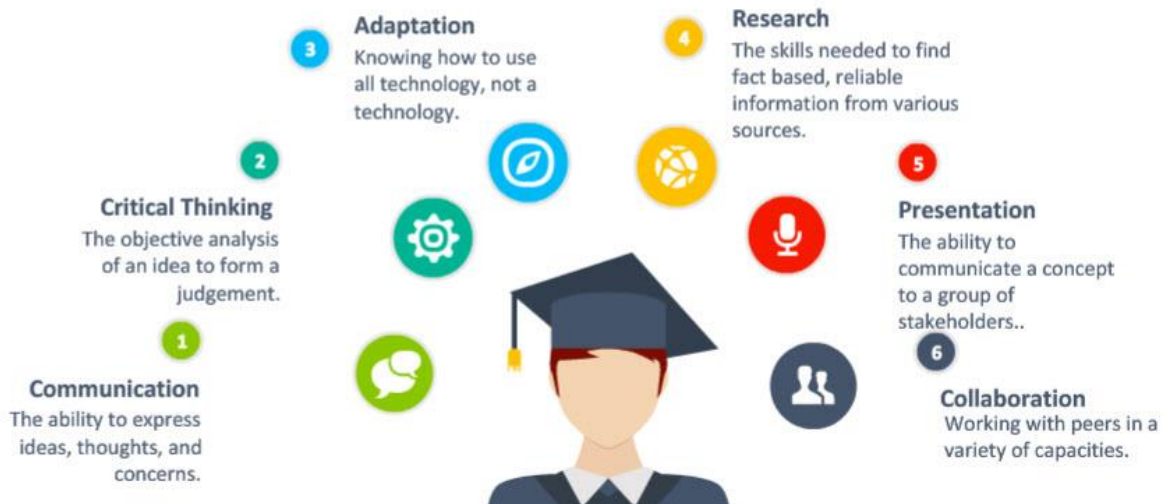 1
Communication
The ability to express
ideas, thoughts, and
concerns.
2
Critical Thinking
The objective analysis
of an idea to form a
judgement.
3
Adaptation
Knowing how to use
all technology, not a
technology.
4
Research
The skills needed to find
fact based, reliable
information from various
sources.
5
Presentation
The ability to
communicate a concept
to a group of
stakeholders..
6
Collaboration
Working with peers in a
variety of capacities.